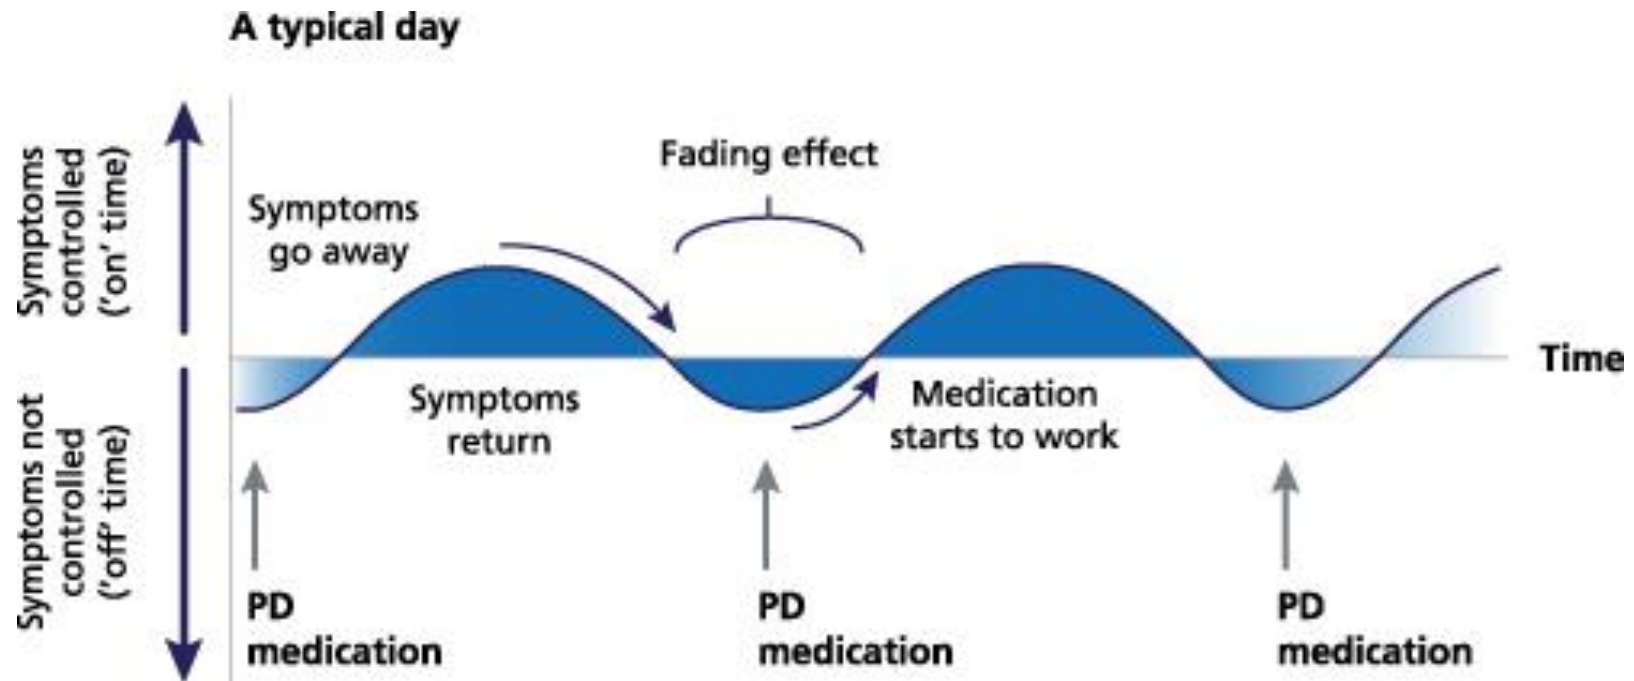 A typical day
Symptoms
controlled
(‘on’ time)
Symptoms not
controlled
(‘off’ time)
Symptoms
go away
Fading effect
Time
Symptoms
return
Medication
starts to work
PD
medication
PD
medication
PD
medication